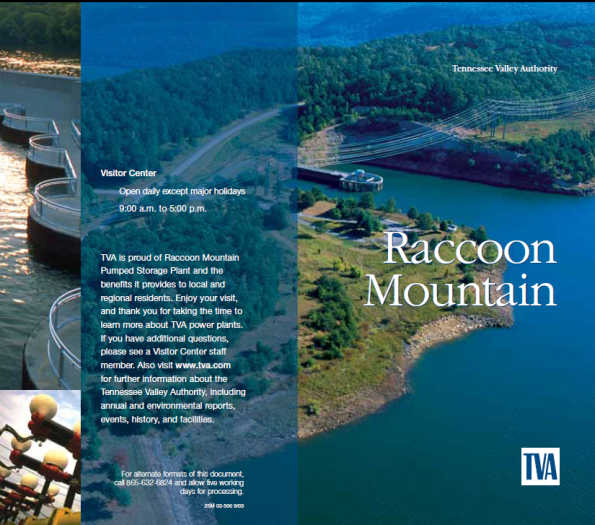 Visitor Center
Open daily except major holidays
9:00 a.m. to 5:00 p.m.
TVA is proud of Raccoon Mountain
Pumped Storage Plant and the
benefits it provides to local and
regional residents. Enjoy your visit,
and thank you for taking the time to
learn more about TVA power plants.
If you have additional questions,
please see a Visitor Center staff
member. Also visit www.tva.com
for further information about the
Tennessee Valley Authority, including
annual and environmental reports,
events, history, and facilities.
For alternate formats of this document,
call 865-632-6824 and allow five working
days for processing.
Tennessee Valley Authority
Raccoon
Mountain
TVA